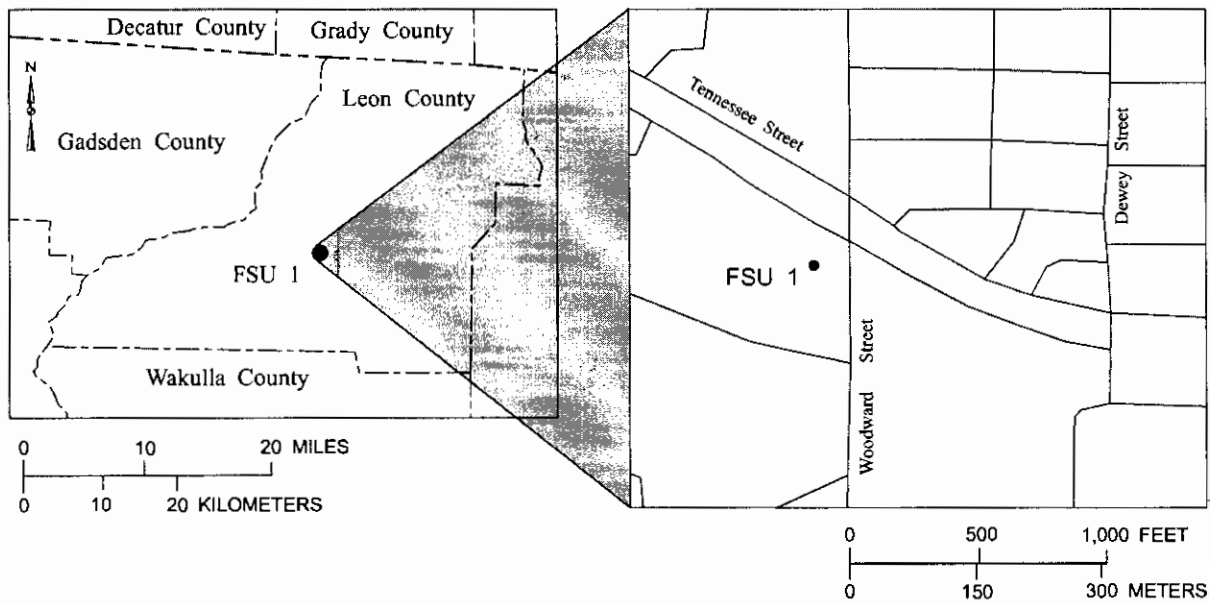 Decatur County
Grady County
N
Leon County
Gadsden County
FSU 1
Wakulla County
0 10 20 MILES
0 10 20 KILOMETERS
Tennessee Street
Dewey Street
FSU 1
Woodward Street
0 500 1,000 FEET
0 150 300 METERS